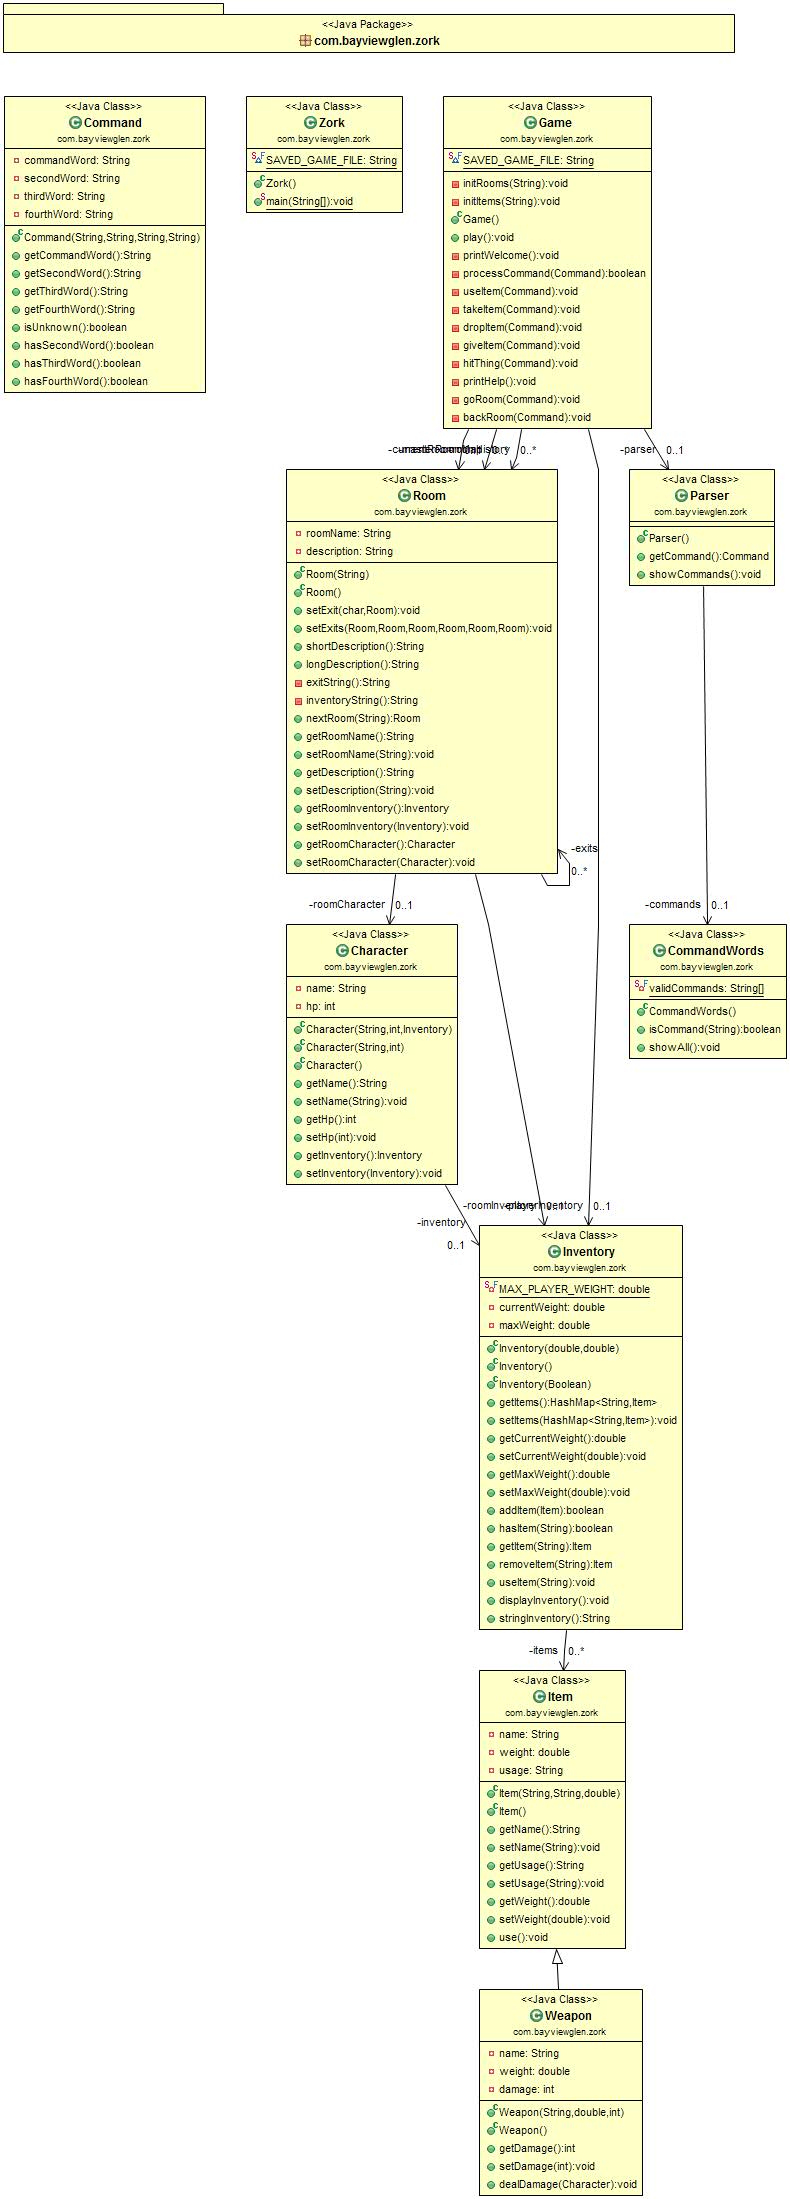 <<Java Package>>
com.bayviewglen.zork
<<Java Class>>
Command
com.bayviewglen.zork
commandWord: String
secondWord: String
thirdWord: String
fourthWord: String
Command(String,String,String,String)
getCommandWord():String
getSecondWord():String
getThirdWord():String
getFourthWord():String
isUnknown():boolean
hasSecondWord():boolean
hasThirdWord():boolean
hasFourthWord():boolean
<<Java Class>>
Zork
com.bayviewglen.zork
SAVED_GAME_FILE: String
Zork()
main(String[]):void
<<Java Class>>
Game
com.bayviewglen.zork
SAVED_GAME_FILE: String
initRooms(String):void
initItems(String):void
Game()
play():void
printWelcome():void
processCommand(Command):boolean
useItem(Command):void
takeItem(Command):void
dropItem(Command):void
giveItem(Command):void
hitThing(Command):void
printHelp():void
goRoom(Command):void
backRoom(Command):void
0..*
-parser 0..1
<<Java Class>>
Room
com.bayviewglen.zork
roomName: String
description: String
Room(String)
Room()
setExit(char,Room):void
setExits(Room,Room,Room,Room,Room,Room):void
shortDescription():String
longDescription():String
exitString():String
inventoryString():String
nextRoom(String):Room
getRoomName():String
setRoomName(String):void
getDescription():String
setDescription(String):void
getRoomInventory():Inventory
setRoomInventory(Inventory):void
getRoomCharacter():Character
setRoomCharacter(Character):void
-exits
0..*
<<Java Class>>
Parser
com.bayviewglen.zork
Parser()
getCommand():Command
showCommands():void
-roomCharacter 0..1
-commands 0..1
<<Java Class>>
Character
com.bayviewglen.zork
name: String
hp: int
Character(String,int,Inventory)
Character(String,int)
Character()
getName():String
setName(String):void
getHp():int
setHp(int):void
getInventory():Inventory
setInventory(Inventory):void
<<Java Class>>
CommandWords
com.bayviewglen.zork
validCommands: String[]
CommandWords()
isCommand(String):boolean
showAll():void
0..1
-inventory
0..1
<<Java Class>>
Inventory
com.bayviewglen.zork
MAX_PLAYER_WEIGHT: double
currentWeight: double
maxWeight: double
Inventory(double,double)
Inventory()
Inventory(Boolean)
getItems():HashMap<String,Item>
setItems(HashMap<String,Item>):void
getCurrentWeight():double
setCurrentWeight(double):void
getMaxWeight():double
setMaxWeight(double):void
addItem(Item):boolean
hasItem(String):boolean
getItem(String):Item
removeItem(String):Item
useItem(String):void
displayInventory():void
stringInventory():String
-items 0..*
<<Java Class>>
Item
com.bayviewglen.zork
name: String
weight: double
usage: String
Item(String,String,double)
Item()
getName():String
setName(String):void
getUsage():String
setUsage(String):void
getWeight():double
setWeight(double):void
use():void
<<Java Class>>
Weapon
com.bayviewglen.zork
name: String
weight: double
damage: int
Weapon(String,double,int)
Weapon()
getDamage():int
setDamage(int):void
dealDamage(Character):void